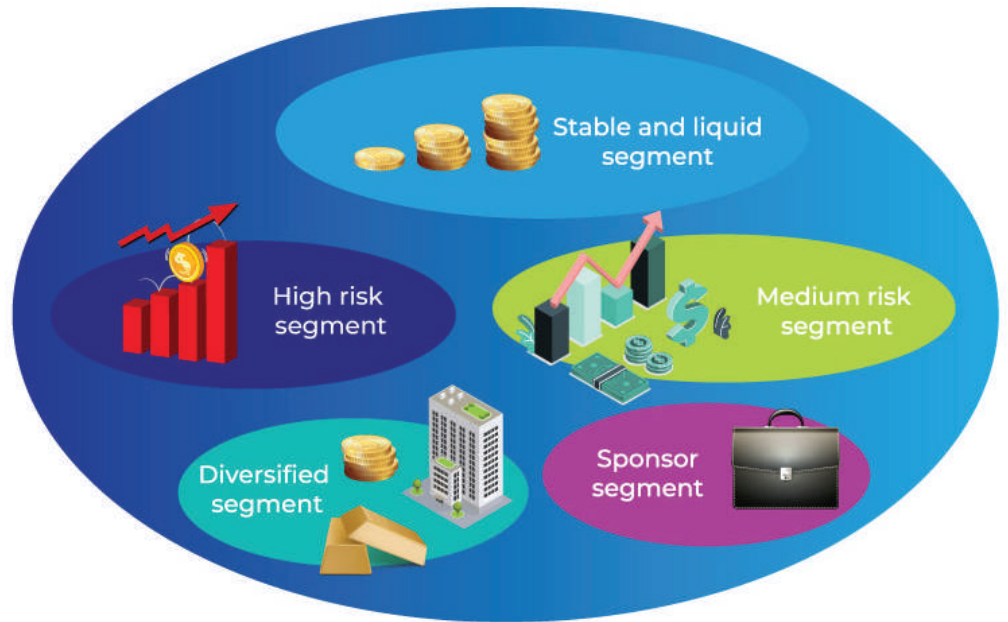 Stable and liquid
segment
High risk
segment
Medium risk
segment
Diversified
segment
Sponsor
segment